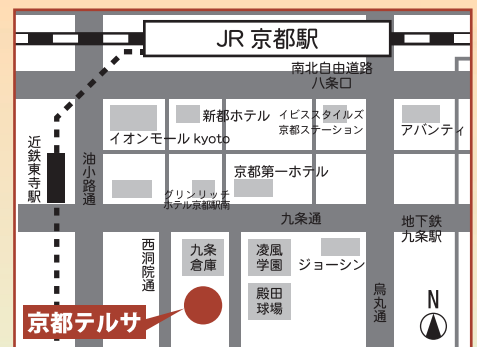 JR 京都駅
南北自由道路
八条口
新都ホテル
イビススタイルズ
京都ステーション
アバンティ
イオンモール kyoto
近鉄東寺駅
油小路通
京都第一ホテル
グリンリッチ
ホテル京都駅南
九条通
地下鉄
九条駅
西洞院通
九条
倉庫
凌風
学園
ジョーシン
殿田
球場
烏丸通
京都テルサ
N